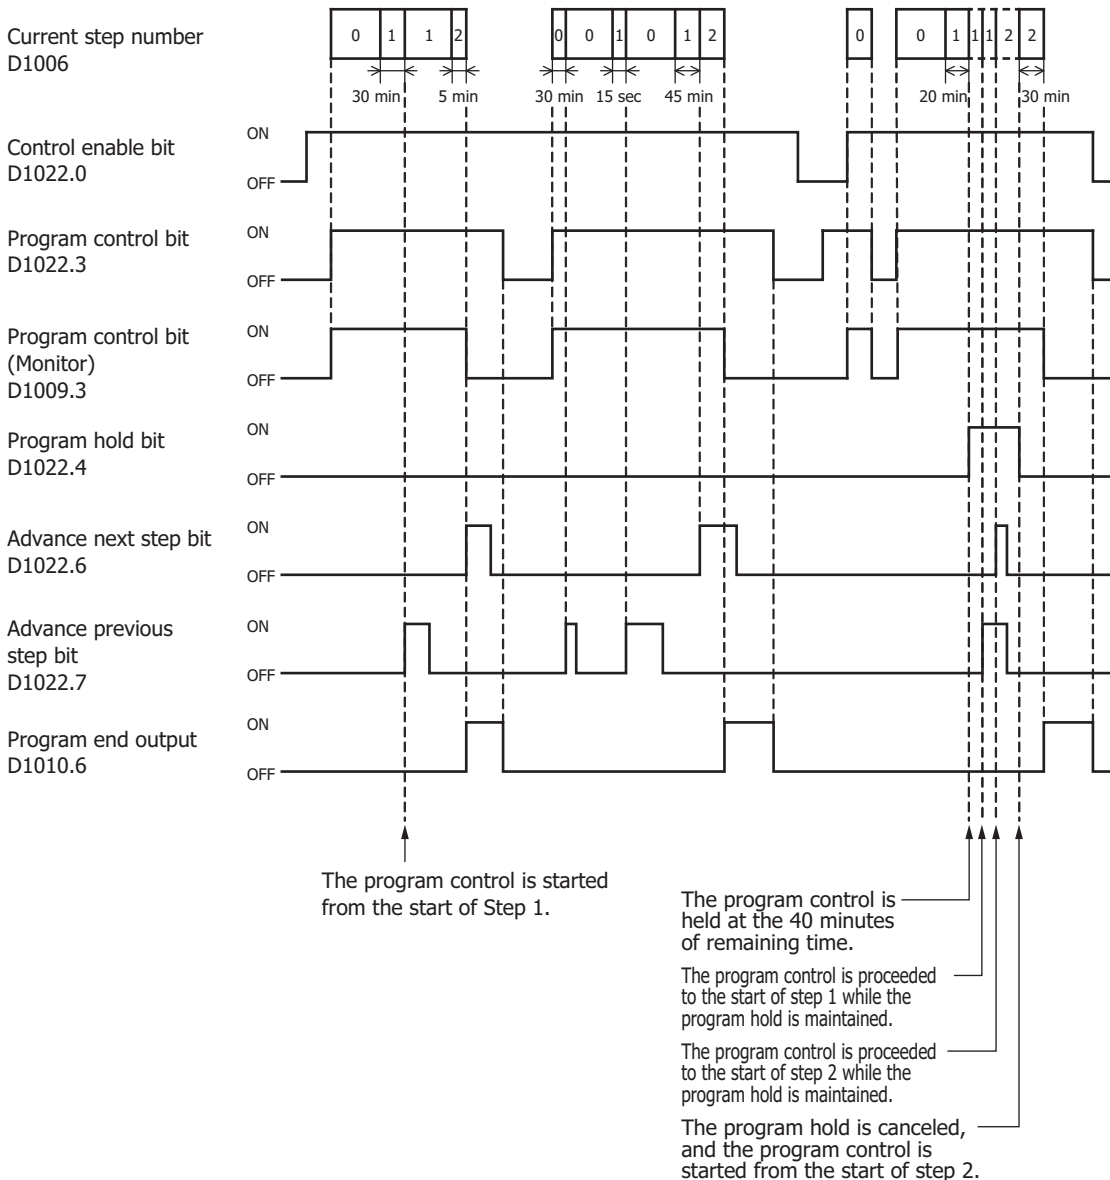 Current step number
D1006
0 1 1 2 0 0 1 0 1 2 0 0 1 1 1 2 2
30 min 5 min 30 min 15 sec 45 min 20 min 30 min
Control enable bit
D1022.0
ON
OFF
Program control bit
D1022.3
ON
OFF
Program control bit
(Monitor)
D1009.3
ON
OFF
Program hold bit
D1022.4
ON
OFF
Advance next step bit
D1022.6
ON
OFF
Advance previous
step bit
D1022.7
ON
OFF
Program end output
D1010.6
ON
OFF
The program control is started
from the start of Step 1.
The program control is
held at the 40 minutes
of remaining time.
The program control is proceeded
to the start of step 1 while the
program hold is maintained.
The program control is proceeded
to the start of step 2 while the
program hold is maintained.
The program hold is canceled,
and the program control is
started from the start of step 2.